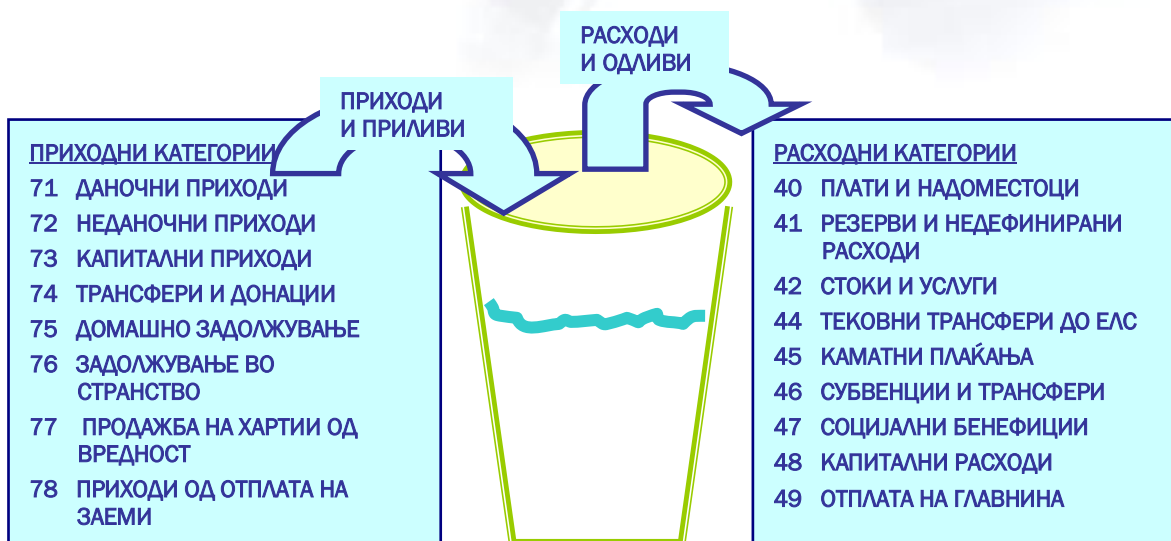 РАСХОДИ
И ОДЛИВИ
ПРИХОДИ
И ПРИЛИВИ
ПРИХОДНИ КАТЕГОРИИ
71 ДАНОЧНИ ПРИХОДИ
72 НЕДАНОЧНИ ПРИХОДИ
73 КАПИТАЛНИ ПРИХОДИ
74 ТРАНСФЕРИ И ДОНАЦИИ
75 ДОМАШНО ЗАДОЛЖУВАЊЕ
76 ЗАДОЛЖУВАЊЕ ВО
СТРАНСТВО
77 ПРОДАЖБА НА ХАРТИИ ОД
ВРЕДНОСТ
78 ПРИХОДИ ОД ОТПЛАТА НА
ЗАЕМИ
РАСХОДНИ КАТЕГОРИИ
40 ПЛАТИ И НАДОМЕСТОЦИ
41 РЕЗЕРВИ И НЕДЕФИНИРАНИ
РАСХОДИ
42 СТОКИ И УСЛУГИ
44 ТЕКОВНИ ТРАНСФЕРИ ДО ЕЛС
45 КАМАТНИ ПЛАЌАЊА
46 СУБВЕНЦИИ И ТРАНСФЕРИ
47 СОЦИЈАЛНИ БЕНЕФИЦИИ
48 КАПИТАЛНИ РАСХОДИ
49 ОТПЛАТА НА ГЛАВНИНА